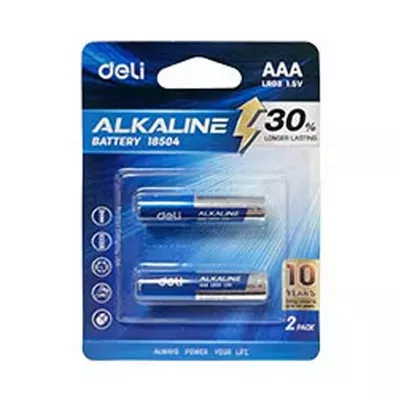 deli
AAA
LR03 1.5V
ALKALINE
BATTERY 18504
30%
LONGER LASTING
deli
ALKALINE
deli
ALKALINE
10
YEARS
2 PACK
ALWAYS POWER YOUR LIFE